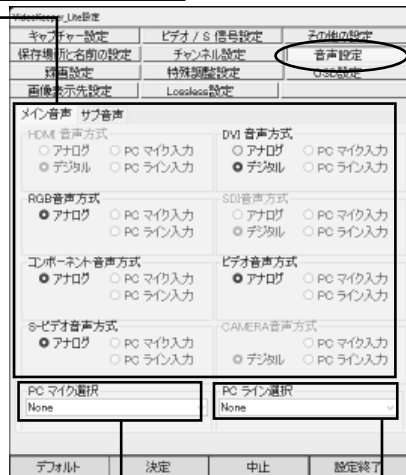 VideoKeeper_Lite設定
キャプチャー設定 ビデオ / S 信号設定 その他の設定
保存場所と名前の設定 チャンネル設定 音声設定
録画設定 特殊調整設定 OSD設定
画像表示先設定 Lossless設定
メイン音声 サブ音声
HDMI 音声方式 DVI 音声方式
アナログ PC マイク入力 アナログ PC マイク入力
デジタル PC ライン入力 デジタル PC ライン入力
RGB音声方式 SDI音声方式
アナログ PC マイク入力 アナログ PC マイク入力
PC ライン入力 デジタル PC ライン入力
コンポーネント音声方式 ビデオ音声方式
アナログ PC マイク入力 アナログ PC マイク入力
PC ライン入力 PC ライン入力
S-ビデオ音声方式 CAMERA音声方式
アナログ PC マイク入力 PC マイク入力
PC ライン入力 デジタル PC ライン入力
PC マイク選択 PC ライン選択
None None
デフォルト 決定 中止 設定終了